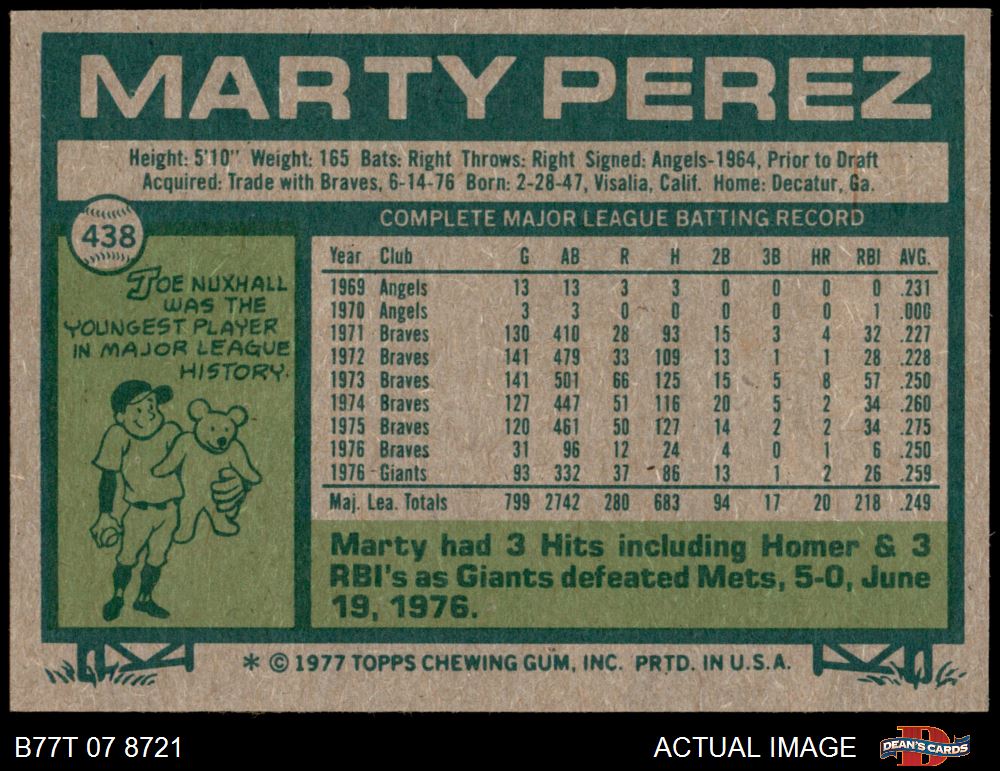 MARTY PEREZ
Height: 5'10" Weight: 165 Bats: Right Throws: Right Signed: Angels-1964, Prior to Draft
Acquired: Trade with Braves, 6-14-76 Born: 2-28-47, Visalia, Calif. Home: Decatur, Ga.
438
JOE NUXHALL
WAS THE
YOUNGEST PLAYER
IN MAJOR LEAGUE
HISTORY.
COMPLETE MAJOR LEAGUE BATTING RECORD
Year Club G AB R H 2B 3B HR RBI AVG.
1969 Angels 13 13 3 3 0 0 0 0 .231
1970 Angels 3 3 0 0 0 0 0 1 .000
1971 Braves 130 410 28 93 15 3 4 32 .227
1972 Braves 141 479 33 109 13 1 1 28 .228
1973 Braves 141 501 66 125 15 5 8 57 .250
1974 Braves 127 447 51 116 20 5 2 34 .260
1975 Braves 120 461 50 127 14 2 2 34 .275
1976 Braves 31 96 12 24 4 0 1 6 .250
1976 Giants 93 332 37 86 13 1 2 26 .259
Maj. Lea. Totals 799 2742 280 683 94 17 20 218 .249
Marty had 3 Hits including Homer & 3
RBI's as Giants defeated Mets, 5-0, June
19, 1976.
* © 1977 TOPPS CHEWING GUM, INC. PRTD. IN U.S.A.
B77T 07 8721
ACTUAL IMAGE
D
DEAN'S CARDS